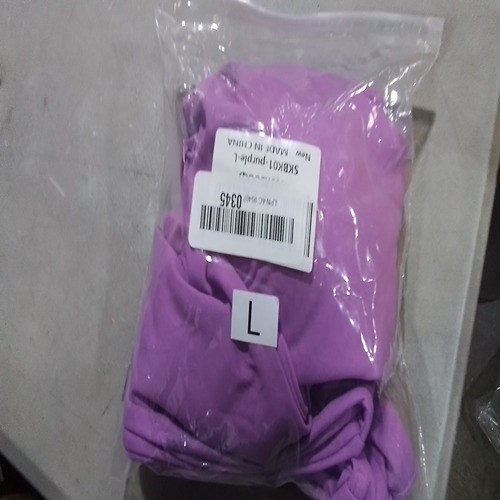 New MADE IN CHINA
SKBK01-purple-L
0345
L